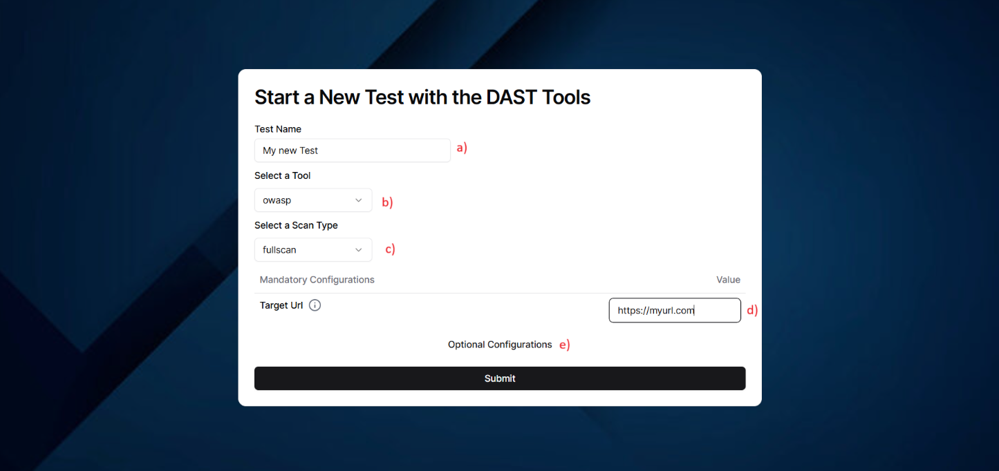 Start a New Test with the DAST Tools
Test Name
My new Test a)
Select a Tool
owasp b)
Select a Scan Type
fullscan c)
Mandatory Configurations Value
Target Url https://myurl.com d)
Optional Configurations e)
Submit